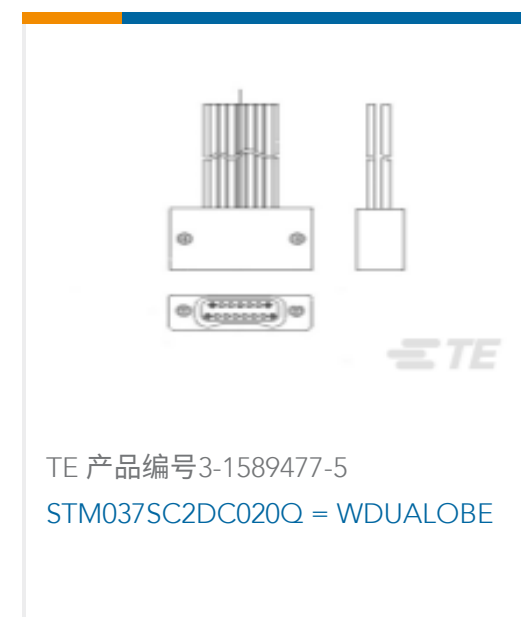 TE
TE 产品编号3-1589477-5
STM037SC2DC020Q = WDUALOBE